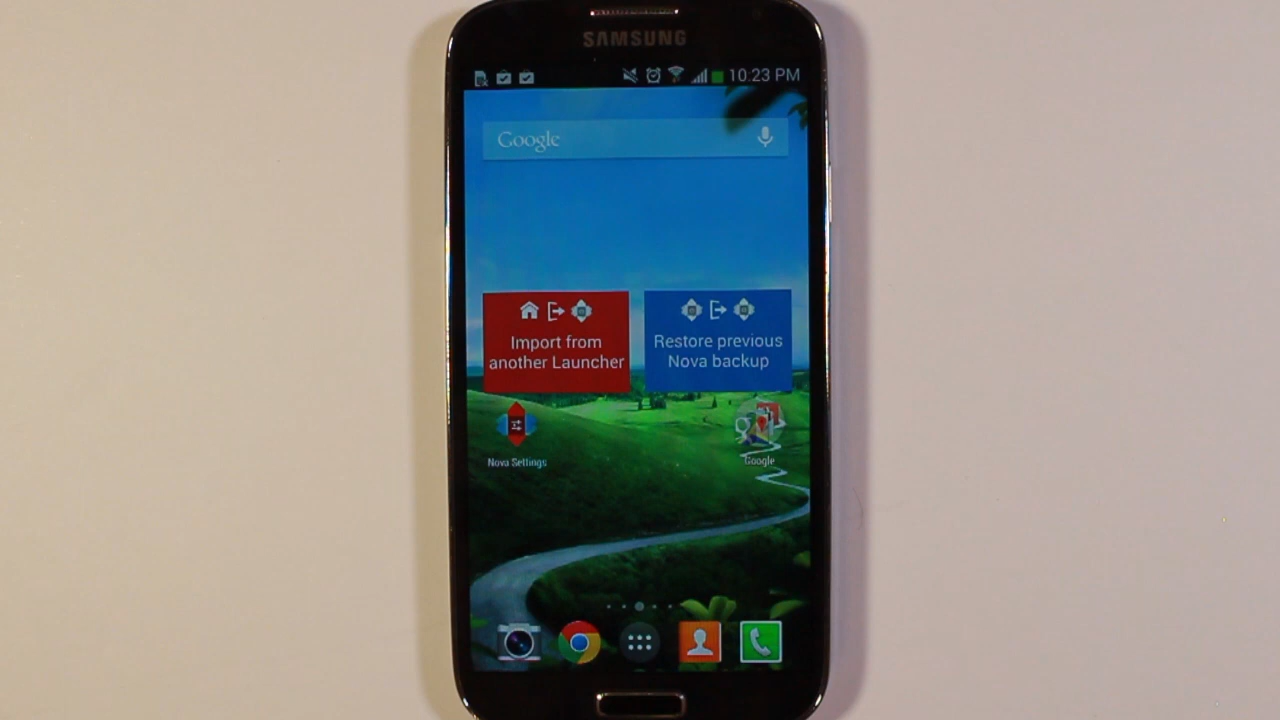 SAMSUNG
10.23 PM
Google
Import from
another Launcher
Restore previous
Nova backup
Nova Settings
Google